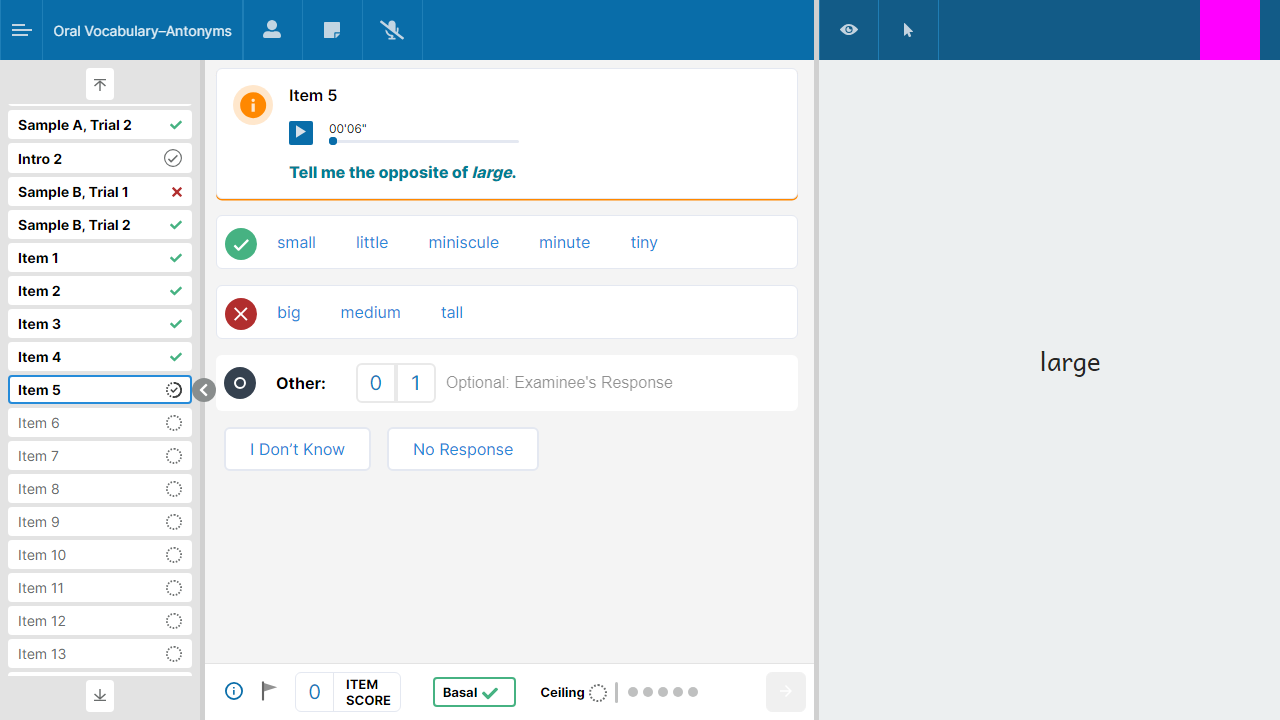 Oral Vocabulary–Antonyms
Sample A, Trial 2
Intro 2
Sample B, Trial 1
Sample B, Trial 2
Item 1
Item 2
Item 3
Item 4
Item 5
Item 6
Item 7
Item 8
Item 9
Item 10
Item 11
Item 12
Item 13
Item 5
00'06"
Tell me the opposite of large.
small little miniscule minute tiny
big medium tall
Other: 0 1 Optional: Examinee's Response
I Don’t Know No Response
0 ITEM SCORE Basal Ceiling
large